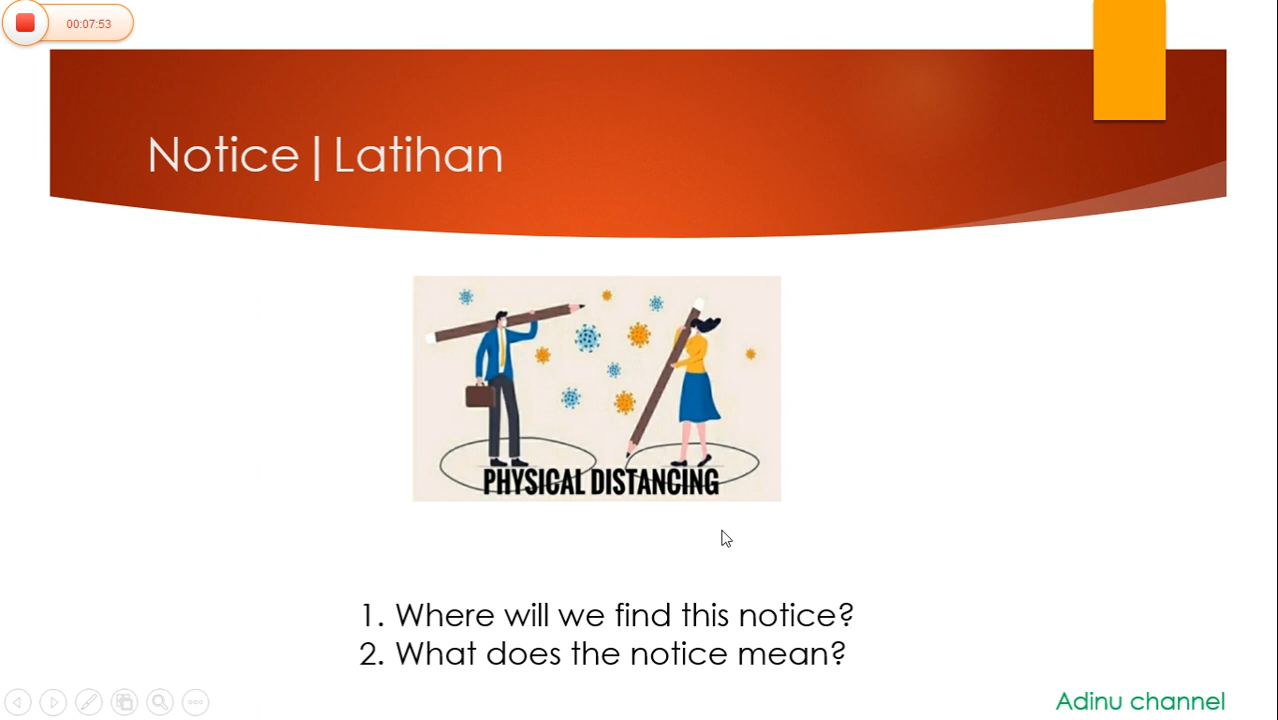 00:07:53
Notice|Latihan
PHYSICAL DISTANCING
1. Where will we find this notice?
2. What does the notice mean?
Adinu channel